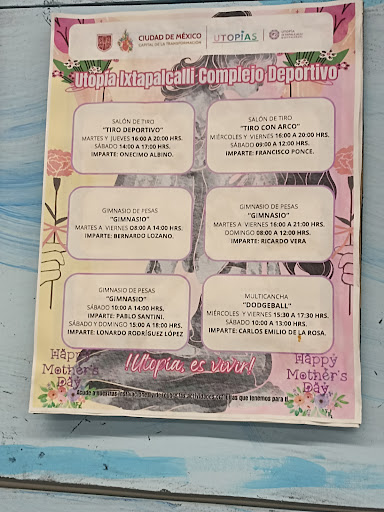 CIUDAD DE MÉXICO
CAPITAL DE LA TRANSFORMACIÓN
UTOPÍAS
Utopía Ixtapalcalli Complejo Deportivo
SALÓN DE TIRO
"TIRO DEPORTIVO"
MARTES Y JUEVES 16:00 A 20:00 HRS.
SÁBADO 14:00 A 17:00 HRS.
IMPARTE: ONECIMO ALBINO.
SALÓN DE TIRO
"TIRO CON ARCO"
MIÉRCOLES Y VIERNES 16:00 A 20:00 HRS.
SÁBADO 09:00 A 12:00 HRS.
IMPARTE: FRANCISCO PONCE.
GIMNASIO DE PESAS
"GIMNASIO"
MARTES A VIERNES 08:00 A 14:00 HRS.
IMPARTE: BERNARDO LOZANO.
GIMNASIO DE PESAS
"GIMNASIO"
MARTES A VIERNES 16:00 A 21:00 HRS.
DOMINGO 08:00 A 12:00 HRS.
IMPARTE: RICARDO VERA
GIMNASIO DE PESAS
"GIMNASIO"
SÁBADO 10:00 A 14:00 HRS.
IMPARTE: PABLO SANTINI.
SÁBADO Y DOMINGO 15:00 A 18:00 HRS.
IMPARTE: LONARDO RODRÍGUEZ LÓPEZ
MULTICANCHA
"DODGEBALL"
MIÉRCOLES Y VIERNES 15:30 A 17:30 HRS.
SÁBADO 10:00 A 13:00 HRS.
IMPARTE: CARLOS EMILIO DE LA ROSA.
Happy
Mother's
Day
¡Utopía, es vivir!
Happy
Mother's
Day
Acude a nuestras instalaciones que tenemos para ti